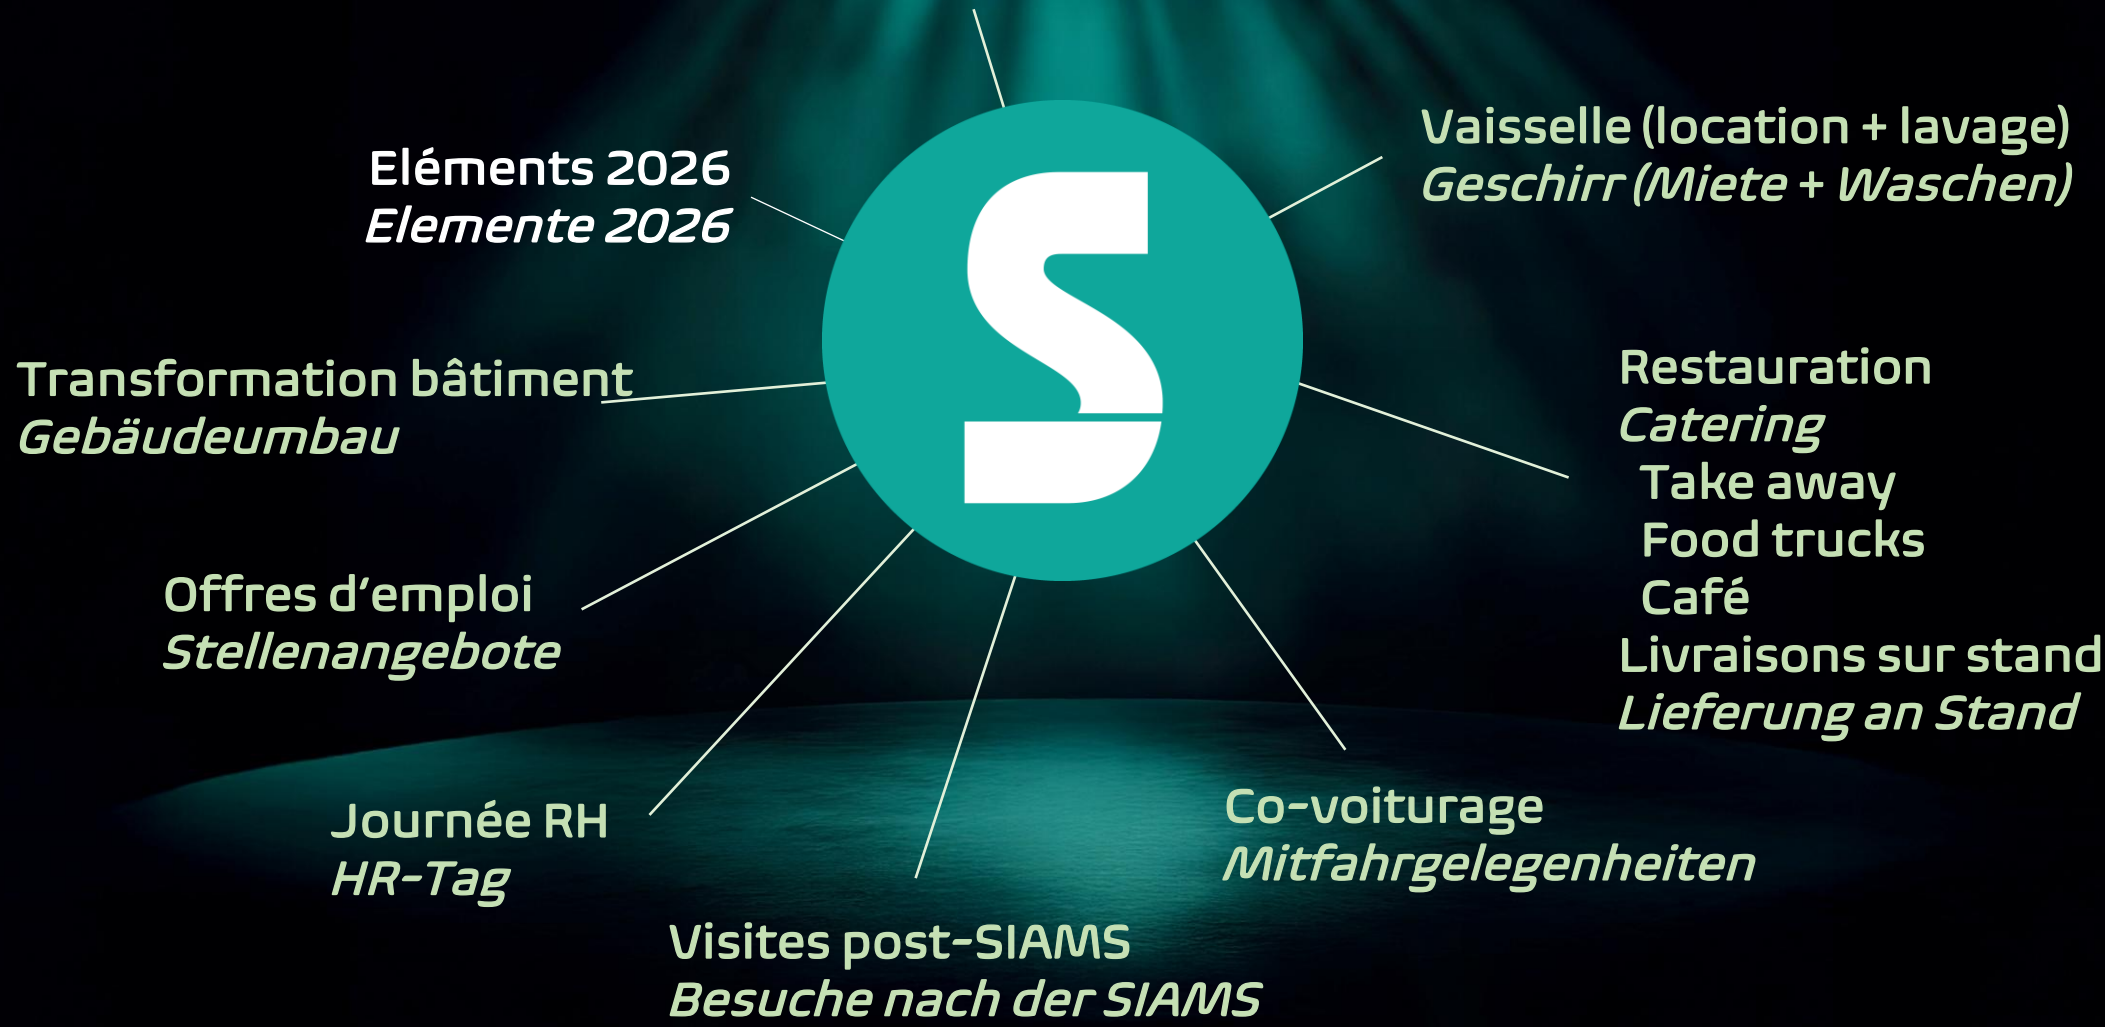 Eléments 2026
Elemente 2026
Vaisselle (location + lavage)
Geschirr (Miete + Waschen)
Transformation bâtiment
Gebäudeumbau
Restauration
Catering
Take away
Food trucks
Café
Livraisons sur stand
Lieferung an Stand
Offres d’emploi
Stellenangebote
Journée RH
HR-Tag
Co-voiturage
Mitfahrgelegenheiten
Visites post-SIAMS
Besuche nach der SIAMS
S